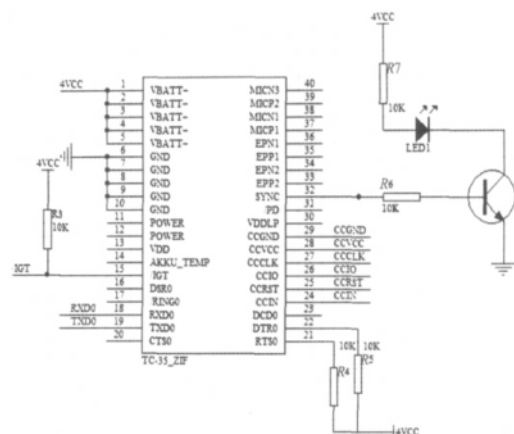 4VCC
R7
10K
LED1
4VCC
1 VBATT- MICN3 40
2 VBATT- MICP2 39
3 VBATT- MICN1 38
4 VBATT- MICP1 37
5 VBATT- EPN1 36
6 GND EPP1 35
7 GND EPN2 34
8 GND EPP2 33
9 GND SYNC 32
10 GND PD 31
11 POWER VDDLP 30
12 POWER CCGND 29 CCGND
13 VDD CCVCC 28 CCVCC
14 AKKU_TEMP CCCLK 27 CCCLK
15 IGT CCIO 26 CCIO
16 DSR0 CCRST 25 CCRST
17 RING0 CCIN 24 CCIN
18 RXD0 DCD0 23
19 TXD0 DTR0 22
20 CTS0 RTS0 21
TC-35_ZIF
4VCC
R3
10K
IGT
RXD0
TXD0
R6
10K
10K
10K
R4
R5
4VCC